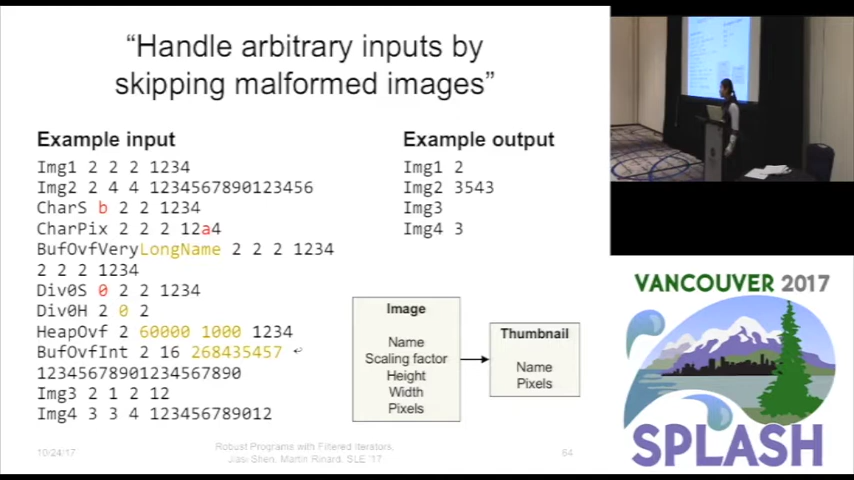 “Handle arbitrary inputs by
skipping malformed images”
Example input
Img1 2 2 2 1234
Img2 2 4 4 1234567890123456
CharS b 2 2 1234
CharPix 2 2 2 12a4
BufOvfVeryLongName 2 2 2 1234
2 2 2 1234
Div0S 0 2 2 1234
Div0H 2 0 2
HeapOvf 2 60000 1000 1234
BufOvfInt 2 16 268435457 ↩
12345678901234567890
Img3 2 1 2 12
Img4 3 3 4 123456789012
Example output
Img1 2
Img2 3543
Img3
Img4 3
Image
Name
Scaling factor
Height
Width
Pixels
Thumbnail
Name
Pixels
10/24/17
Robust Programs with Filtered Iterators,
Jiasi Shen, Martin Rinard, SLE '17
64
VANCOUVER 2017
SPLASH